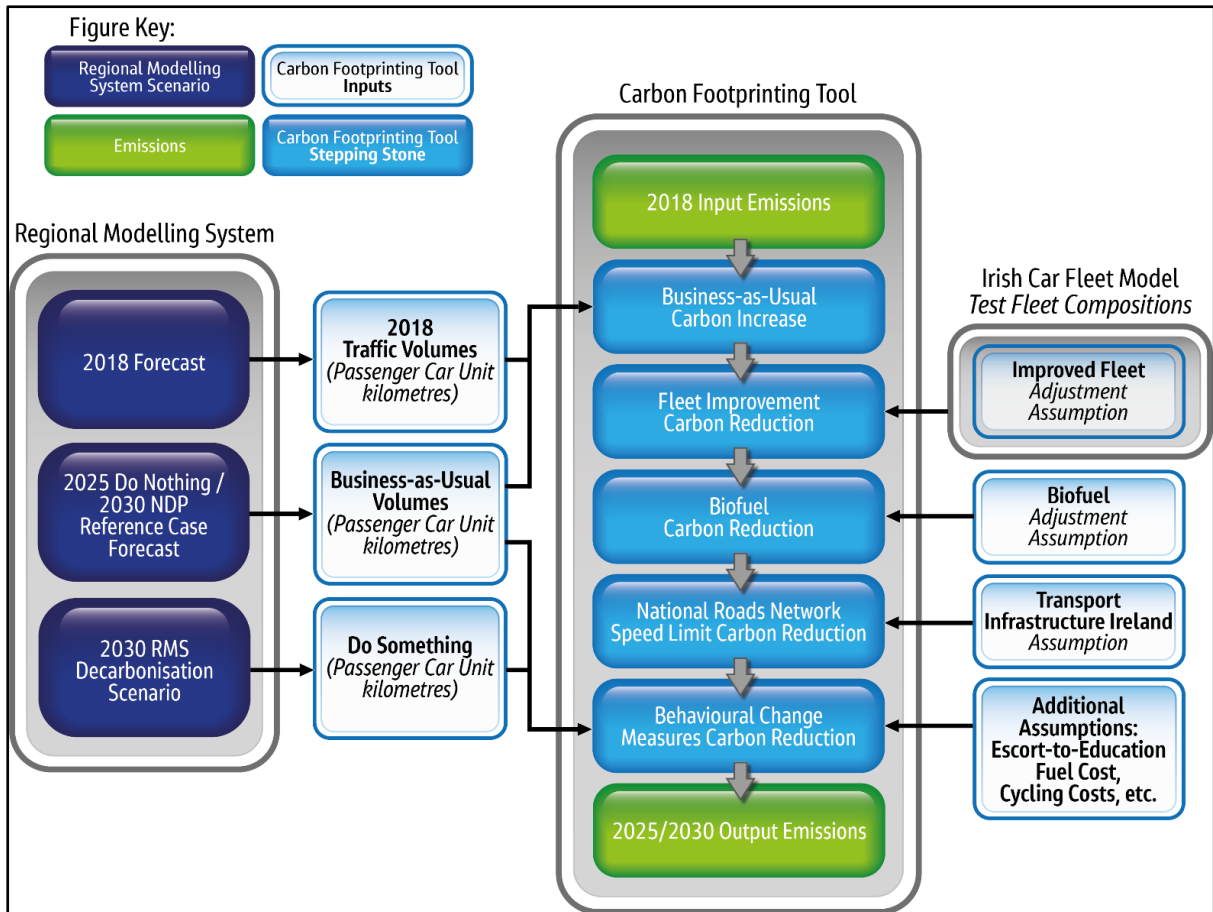 Figure Key:
Regional Modelling
System Scenario
Carbon Footprinting Tool
Inputs
Emissions
Carbon Footprinting Tool
Stepping Stone
Regional Modelling System
2018 Forecast
2025 Do Nothing /
2030 NDP
Reference Case
Forecast
2030 RMS
Decarbonisation
Scenario
2018
Traffic Volumes
(Passenger Car Unit
kilometres)
Business-as-Usual
Volumes
(Passenger Car Unit
kilometres)
Do Something
(Passenger Car Unit
kilometres)
Carbon Footprinting Tool
2018 Input Emissions
Business-as-Usual
Carbon Increase
Fleet Improvement
Carbon Reduction
Biofuel
Carbon Reduction
National Roads Network
Speed Limit Carbon Reduction
Behavioural Change
Measures Carbon Reduction
2025/2030 Output Emissions
Irish Car Fleet Model
Test Fleet Compositions
Improved Fleet
Adjustment
Assumption
Biofuel
Adjustment
Assumption
Transport
Infrastructure Ireland
Assumption
Additional
Assumptions:
Escort-to-Education
Fuel Cost,
Cycling Costs, etc.